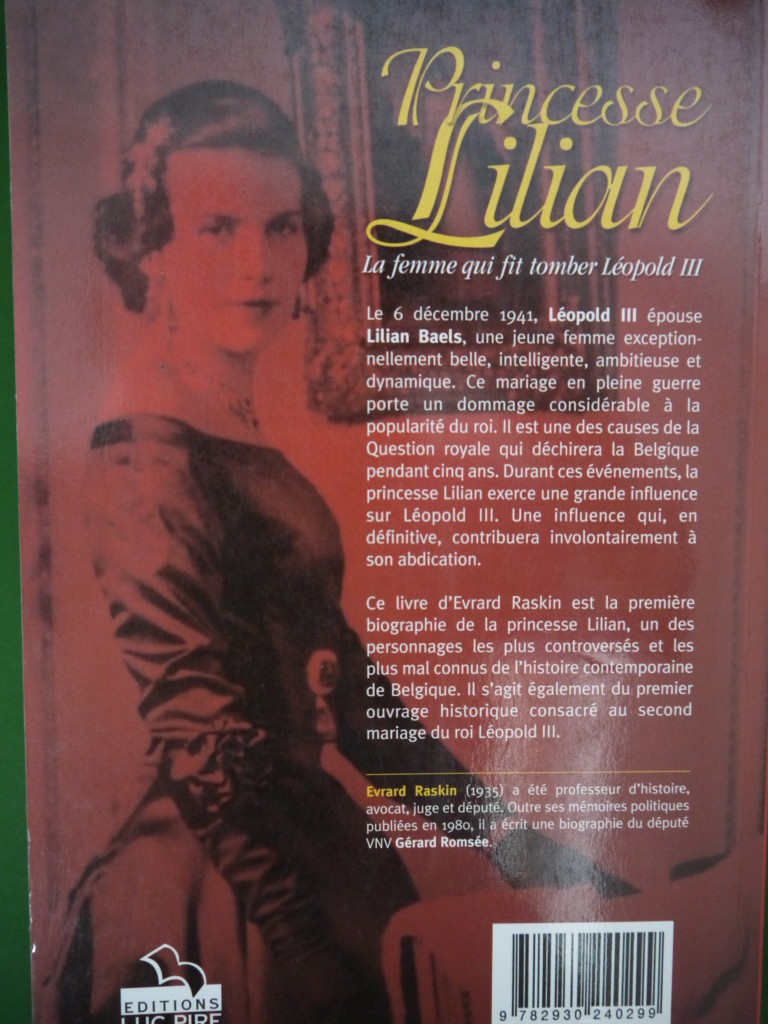 Princesse
Lilian
La femme qui fit tomber Léopold III
Le 6 décembre 1941, Léopold III épouse
Lilian Baels, une jeune femme exception-
nellement belle, intelligente, ambitieuse et
dynamique. Ce mariage en pleine guerre
porte un dommage considérable à la
popularité du roi. Il est une des causes de la
Question royale qui déchirera la Belgique
pendant cinq ans. Durant ces événements, la
princesse Lilian exerce une grande influence
sur Léopold III. Une influence qui, en
définitive, contribuera involontairement à
son abdication.
Ce livre d'Evrard Raskin est la première
biographie de la princesse Lilian, un des
personnages les plus controversés et les
plus mal connus de l'histoire contemporaine
de Belgique. Il s'agit également du premier
ouvrage historique consacré au second
mariage du roi Léopold III.
Evrard Raskin (1935) a été professeur d'histoire,
avocat, juge et député. Outre ses mémoires politiques
publiées en 1980, il a écrit une biographie du député
VNV Gérard Romsée.
EDITIONS
LUC PIRE
9 782930 240299